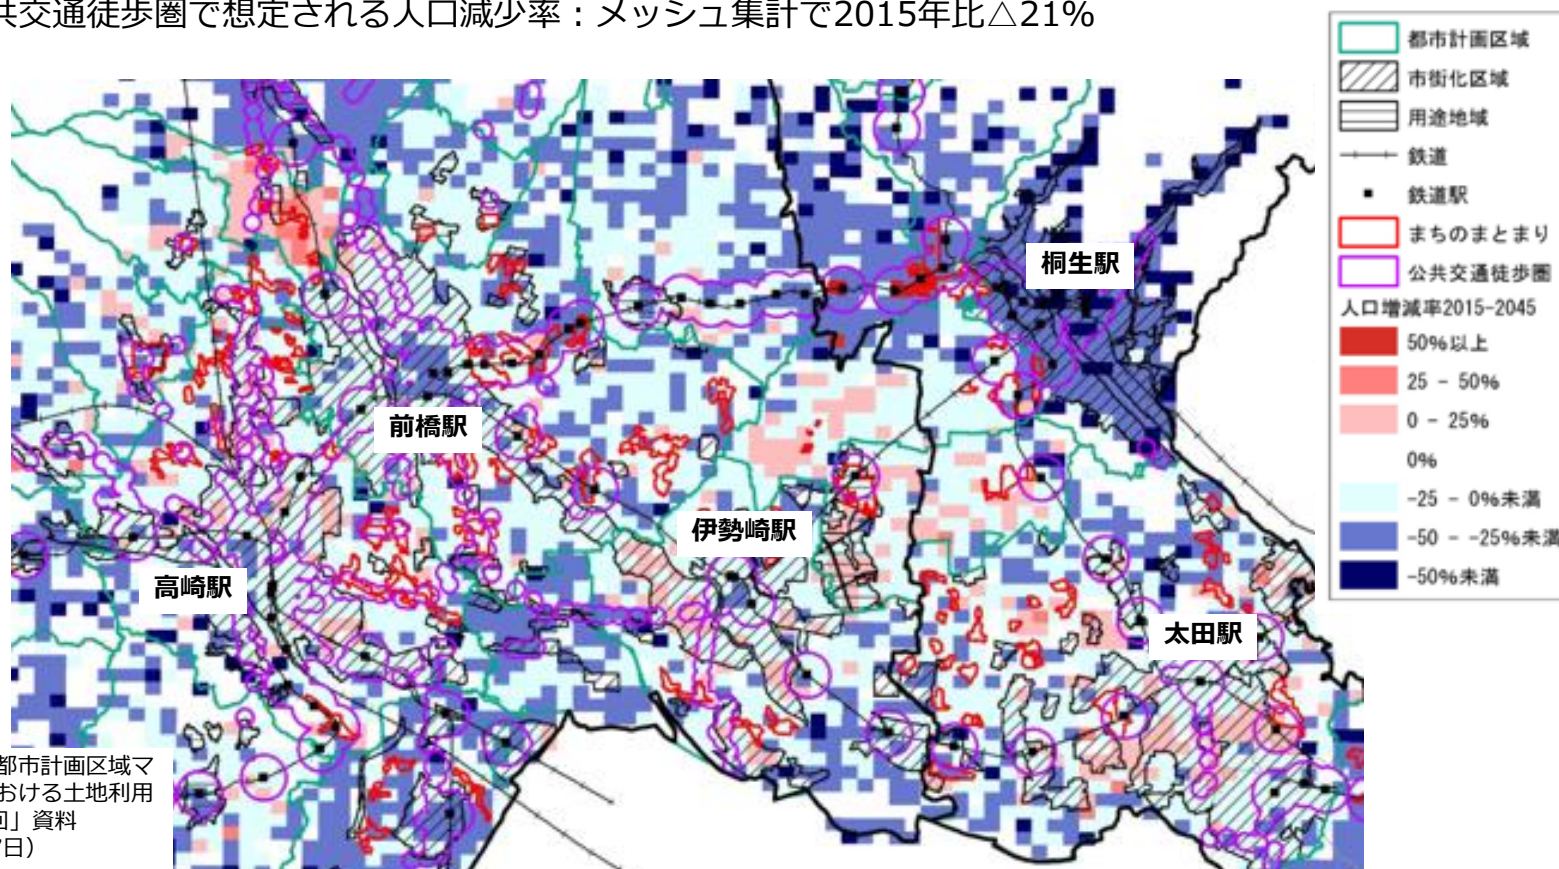 共交通徒歩圏で想定される人口減少率：メッシュ集計で2015年比△21%
都市計画区域
市街化区域
用途地域
鉄道
鉄道駅
まちのまとまり
公共交通徒歩圏
人口増減率2015-2045
50%以上
25 - 50%
0 - 25%
0%
-25 - 0%未満
-50 - -25%未満
-50%未満
桐生駅
前橋駅
伊勢崎駅
高崎駅
太田駅
都市計画区域マ
おける土地利用
回」資料
日）